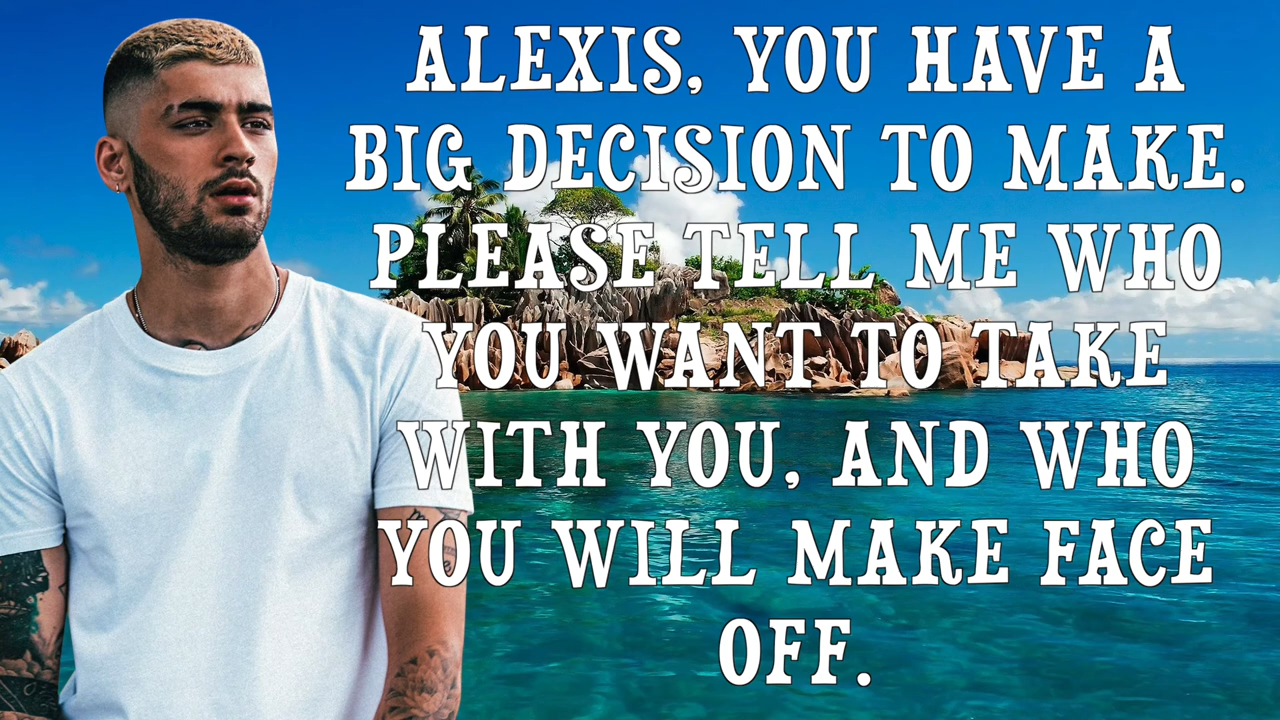 ALEXIS, YOU HAVE A
BIG DECISION TO MAKE.
PLEASE TELL ME WHO
YOU WANT TO TAKE
WITH YOU, AND WHO
YOU WILL MAKE FACE
OFF.